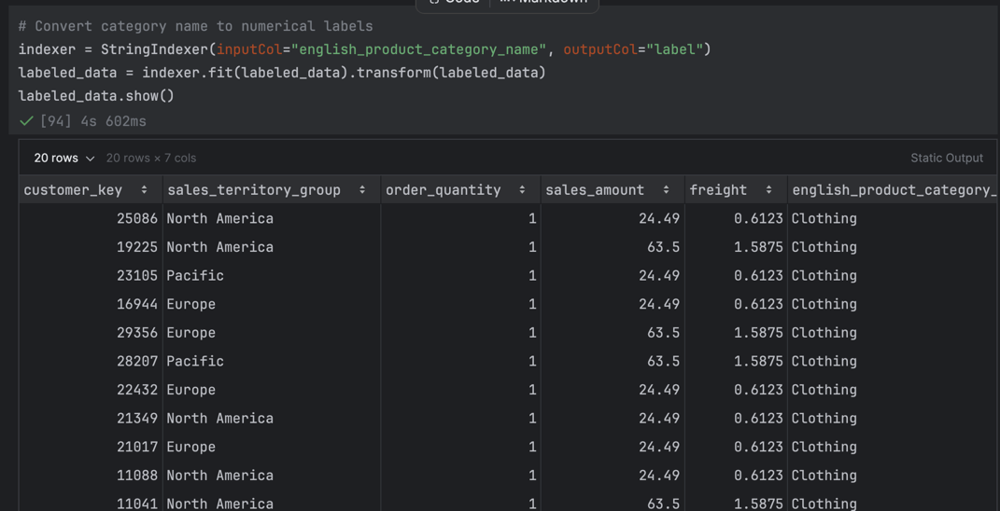 Code Markdown
# Convert category name to numerical labels
indexer = StringIndexer(inputCol="english_product_category_name", outputCol="label")
labeled_data = indexer.fit(labeled_data).transform(labeled_data)
labeled_data.show()
[94] 4s 602ms
20 rows 20 rows × 7 cols Static Output
customer_key sales_territory_group order_quantity sales_amount freight english_product_category_
25086 North America 1 24.49 0.6123 Clothing
19225 North America 1 63.5 1.5875 Clothing
23105 Pacific 1 24.49 0.6123 Clothing
16944 Europe 1 24.49 0.6123 Clothing
29356 Europe 1 63.5 1.5875 Clothing
28207 Pacific 1 63.5 1.5875 Clothing
22432 Europe 1 24.49 0.6123 Clothing
21349 North America 1 24.49 0.6123 Clothing
21017 Europe 1 24.49 0.6123 Clothing
11088 North America 1 24.49 0.6123 Clothing
11041 North America 1 63.5 1.5875 Clothing